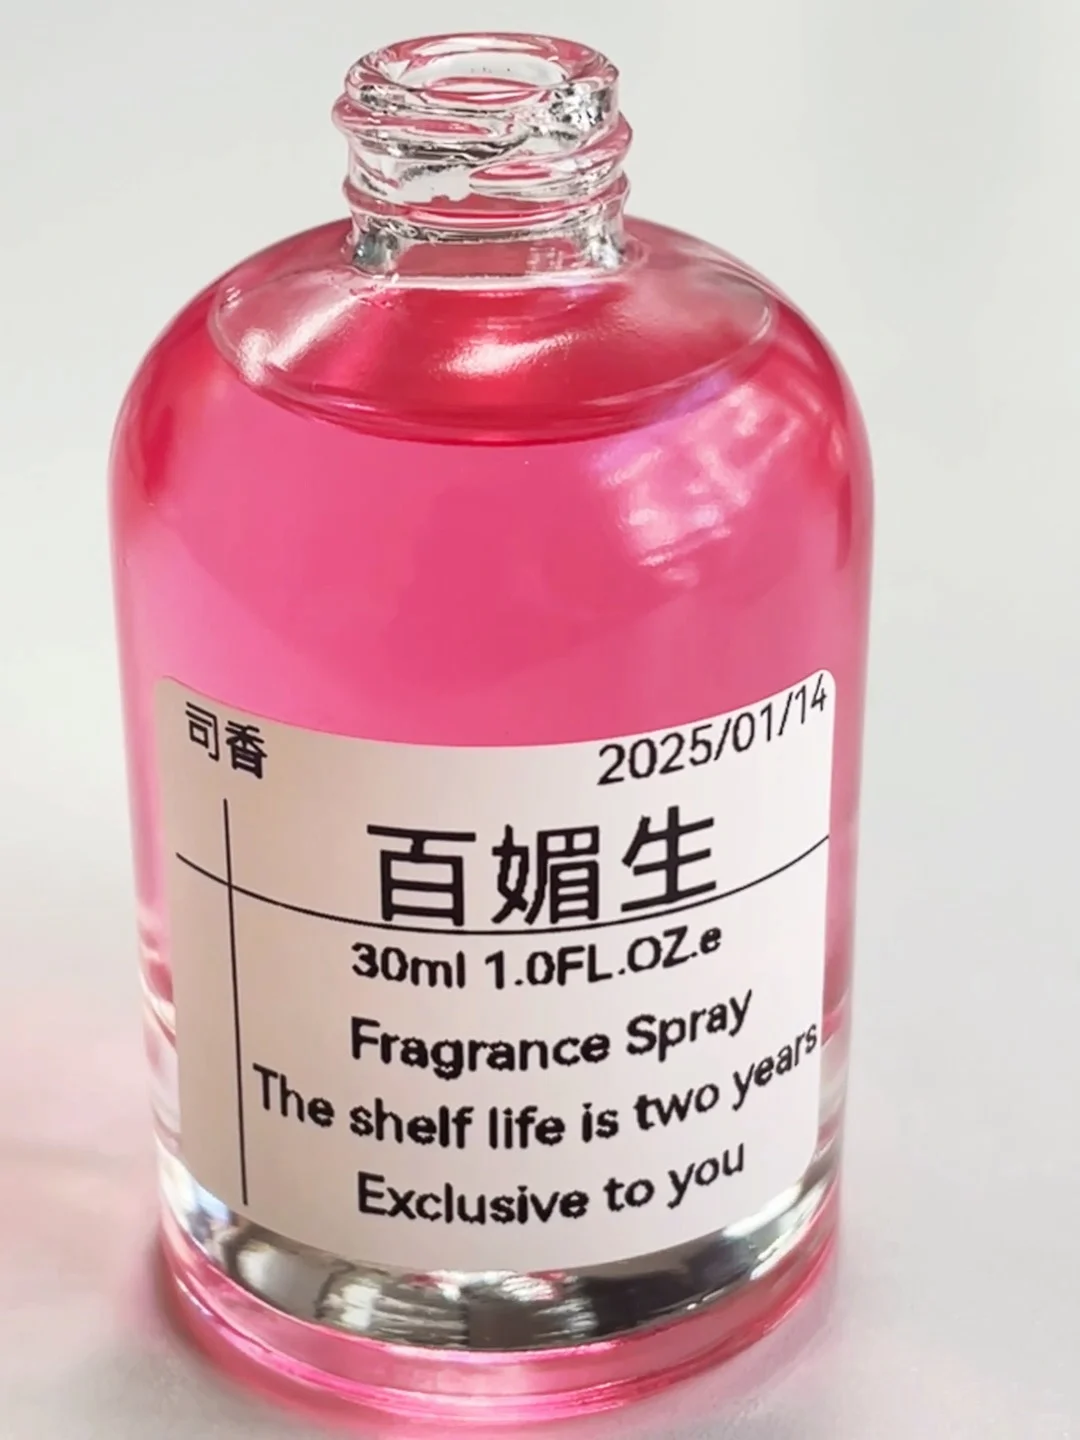 司香
2025/01/14
百媚生
30ml 1.0FL.OZ.e
Fragrance Spray
The shelf life is two years
Exclusive to you